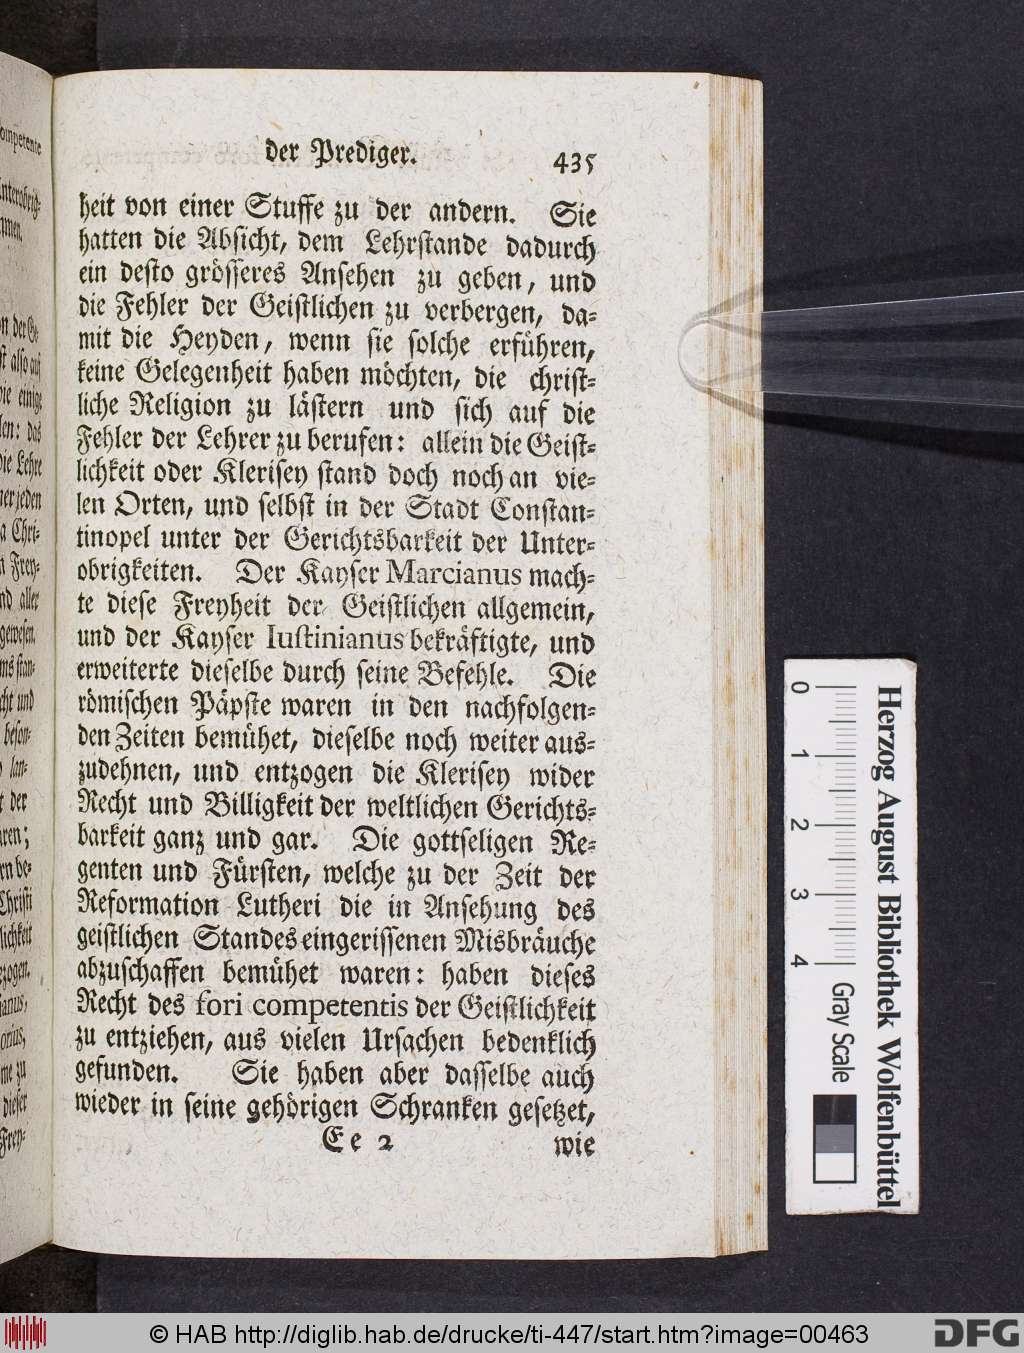 der Prediger. 435
heit von einer Stuffe zu der andern. Sie
hatten die Absicht, dem Lehrstande dadurch
ein desto grösseres Ansehen zu geben, und
die Fehler der Geistlichen zu verbergen, da-
mit die Heyden, wenn sie solche erführen,
keine Gelegenheit haben möchten, die christ-
liche Religion zu lästern und sich auf die
Fehler der Lehrer zu berufen: allein die Geist-
lichkeit oder Klerisey stand doch noch an vie-
len Orten, und selbst in der Stadt Constan-
tinopel unter der Gerichtsbarkeit der Unter-
obrigkeiten. Der Kayser Marcianus mach-
te diese Freyheit der Geistlichen allgemein,
und der Kayser Iustinianus bekräftigte, und
erweiterte dieselbe durch seine Befehle. Die
römischen Päpste waren in den nachfolgen-
den Zeiten bemühet, dieselbe noch weiter aus-
zudehnen, und entzogen die Klerisey wider
Recht und Billigkeit der weltlichen Gerichts-
barkeit ganz und gar. Die gottseligen Re-
genten und Fürsten, welche zu der Zeit der
Reformation Lutheri die in Ansehung des
geistlichen Standes eingerissenen Misbräuche
abzuschaffen bemühet waren: haben dieses
Recht des fori competentis der Geistlichkeit
zu entziehen, aus vielen Ursachen bedenklich
gefunden. Sie haben aber dasselbe auch
wieder in seine gehörigen Schranken gesetzet,
Ee 2 wie
0 1 2 3 4
Gray Scale
Herzog August Bibliothek Wolfenbüttel
© HAB http://diglib.hab.de/drucke/ti-447/start.htm?image=00463
DFG